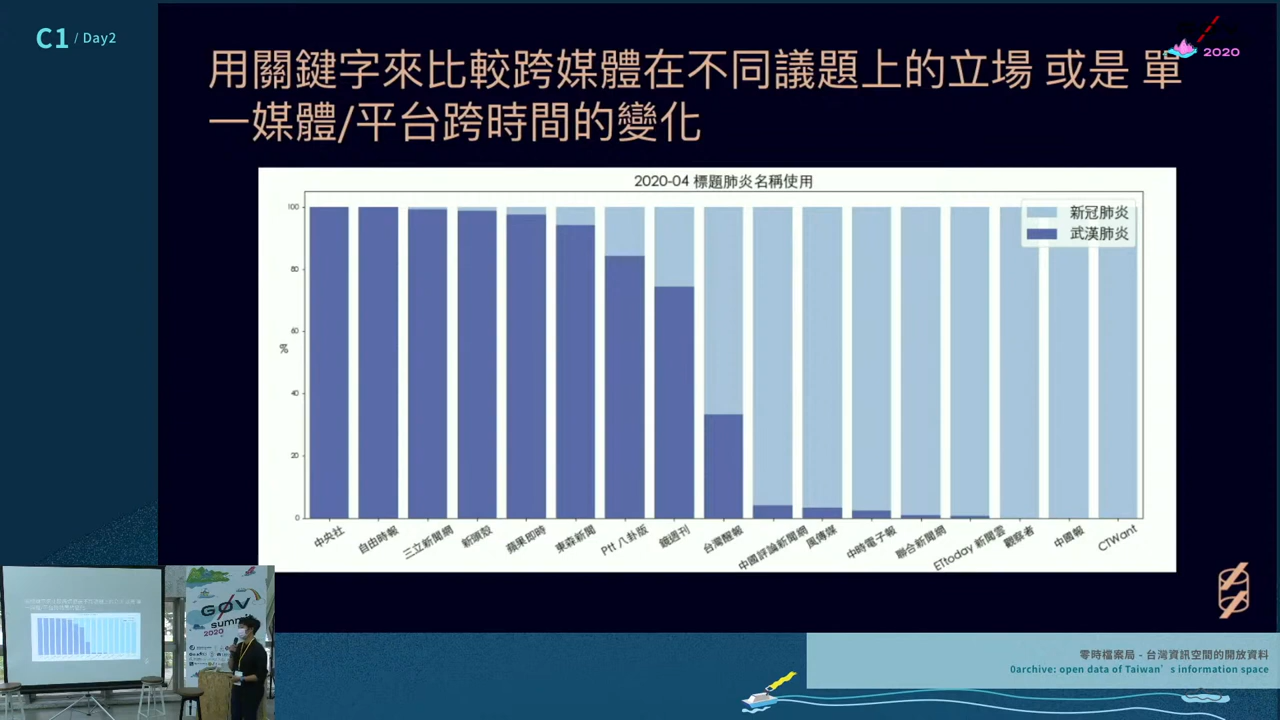 C1 / Day2
2020
用關鍵字來比較跨媒體在不同議題上的立場 或是 單
一媒體/平台跨時間的變化
2020-04 標題肺炎名稱使用
新冠肺炎
武漢肺炎
%
100
80
60
40
20
0
中央社
自由時報
三立新聞網
新頭殼
蘋果即時
東森新聞
Ptt 八卦版
鏡週刊
台灣醒報
中國評論新聞網
風傳媒
中時電子報
聯合新聞網
ETtoday 新聞雲
觀察者
中國報
CTWant
G0V
summit
2020
零時檔案局 - 台灣資訊空間的開放資料
0archive: open data of Taiwan's information space